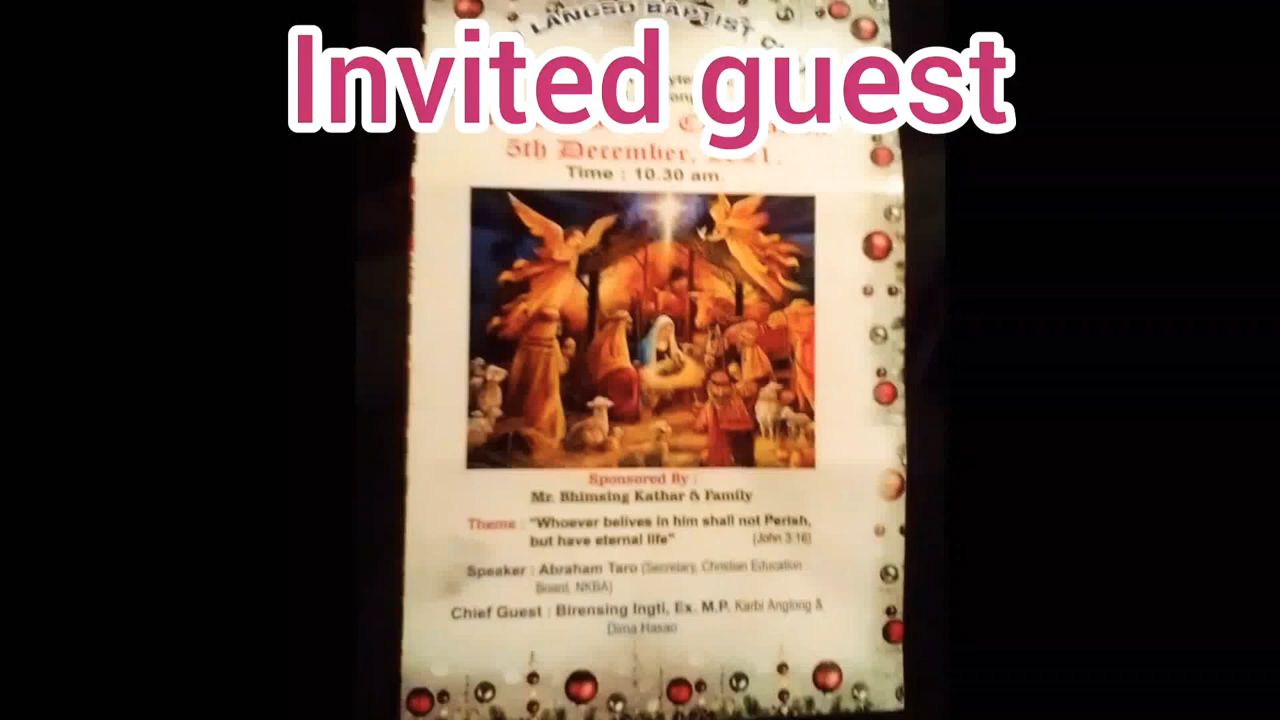 LANGSO BAPTIST
Invited guest
5th December,
Time : 10.30 am.
Sponsored By :
Mr. Bhimsing Kathar & Family
Theme : "Whoever belives in him shall not Perish,
but have eternal life" (John 3:16)
Speaker : Abraham Taro (Secretary, Christian Education
Board, NKBA)
Chief Guest : Birensing Ingti, Ex. M.P. Karbi Anglong &
Dima Hasao